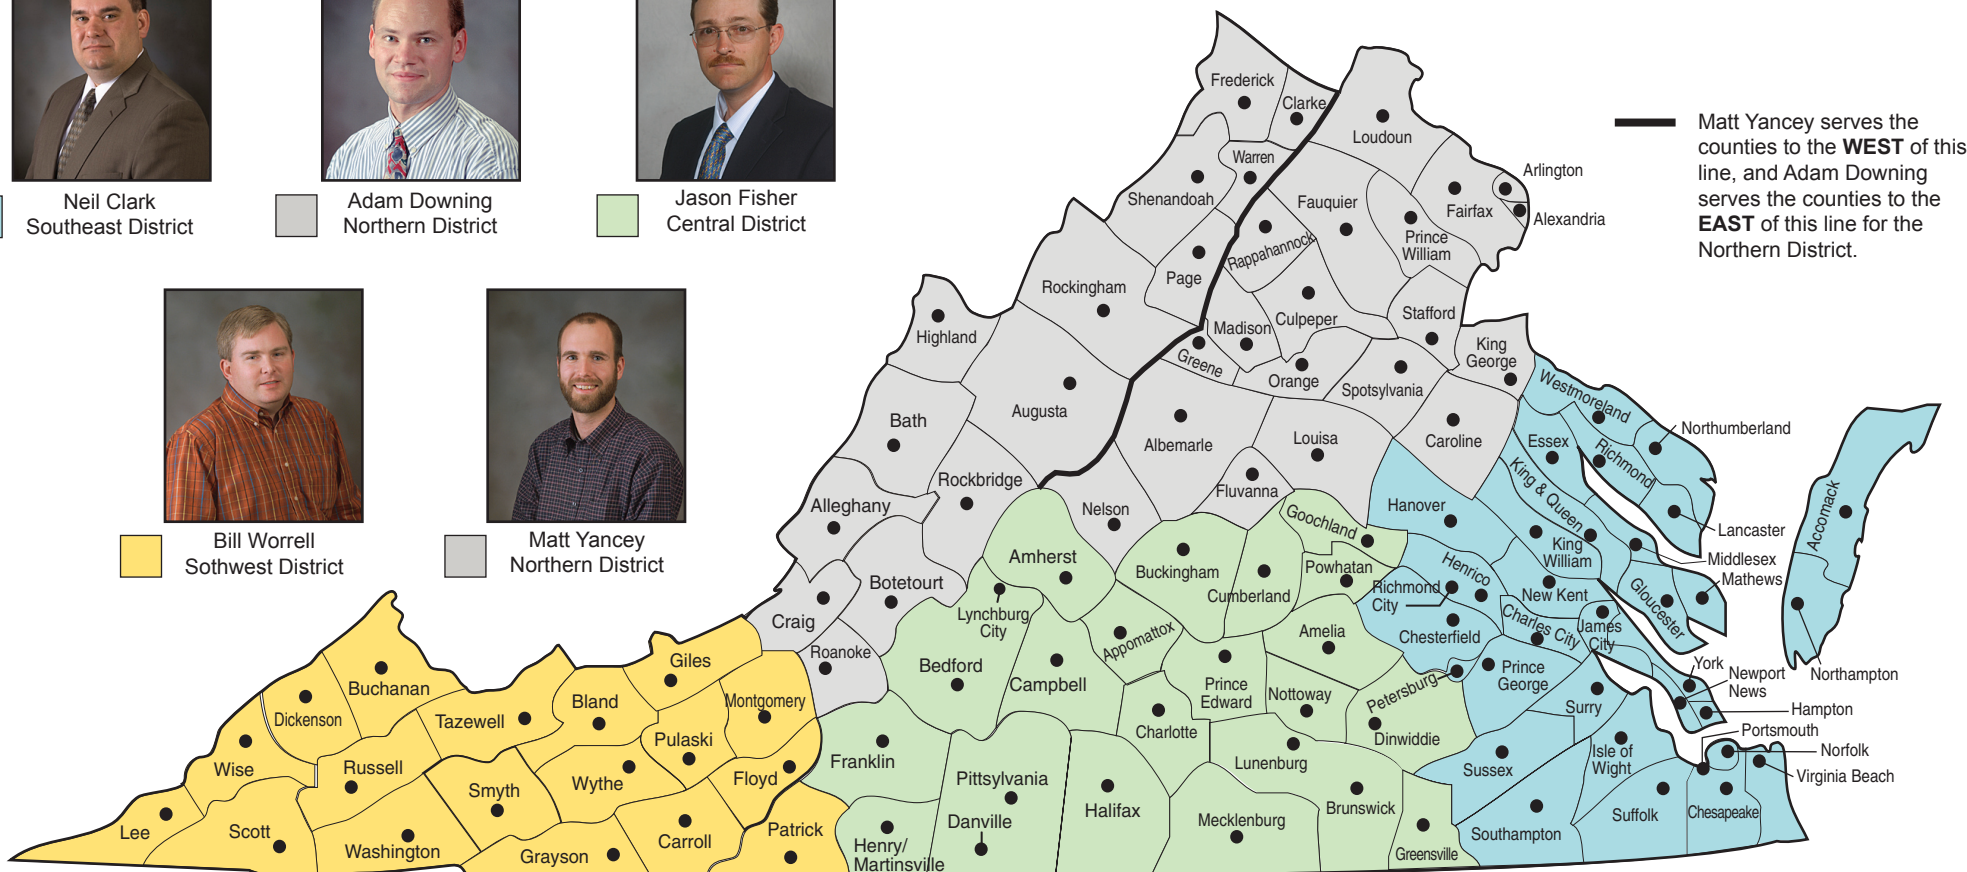 Neil Clark
Southeast District
Adam Downing
Northern District
Jason Fisher
Central District
Bill Worrell
Sothwest District
Matt Yancey
Northern District
Matt Yancey serves the
counties to the WEST of this
line, and Adam Downing
serves the counties to the
EAST of this line for the
Northern District.
Frederick
Clarke
Loudoun
Warren
Shenandoah
Fauquier
Fairfax
Arlington
Alexandria
Prince
William
Rappahannock
Page
Rockingham
Culpeper
Stafford
Madison
Highland
Greene
Orange
Spotsylvania
King
George
Westmoreland
Northumberland
Augusta
Bath
Albemarle
Louisa
Caroline
Essex
Richmond
Rockbridge
Fluvanna
King & Queen
Alleghany
Nelson
Goochland
Hanover
Lancaster
Accomack
King
William
Middlesex
Amherst
Buckingham
Powhatan
Henrico
Mathews
Botetourt
Cumberland
Richmond
City
New Kent
Gloucester
Lynchburg
City
Craig
Appomattox
Amelia
Chesterfield
Charles City
James
City
Roanoke
Bedford
Campbell
Prince
Edward
Nottoway
Petersburg
Prince
George
York
Newport
News
Northampton
Giles
Buchanan
Montgomery
Bland
Dickenson
Tazewell
Surry
Hampton
Charlotte
Dinwiddie
Portsmouth
Pulaski
Franklin
Lunenburg
Isle of
Wight
Norfolk
Wise
Russell
Wythe
Floyd
Pittsylvania
Sussex
Virginia Beach
Smyth
Halifax
Brunswick
Suffolk
Chesapeake
Lee
Scott
Washington
Grayson
Carroll
Patrick
Danville
Mecklenburg
Southampton
Henry/
Martinsville
Greensville